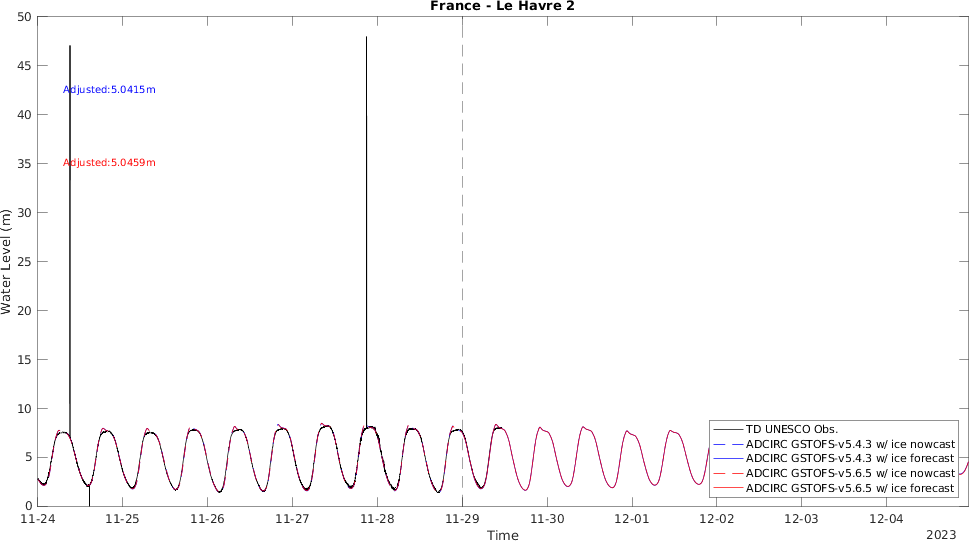 France - Le Havre 2
50
45
40
35
30
25
20
15
10
5
0
Water Level (m)
Adjusted:5.0415m
Adjusted:5.0459m
TD UNESCO Obs.
ADCIRC GSTOFS-v5.4.3 w/ ice nowcast
ADCIRC GSTOFS-v5.4.3 w/ ice forecast
ADCIRC GSTOFS-v5.6.5 w/ ice nowcast
ADCIRC GSTOFS-v5.6.5 w/ ice forecast
11-24 11-25 11-26 11-27 11-28 11-29 11-30 12-01 12-02 12-03 12-04
Time
2023